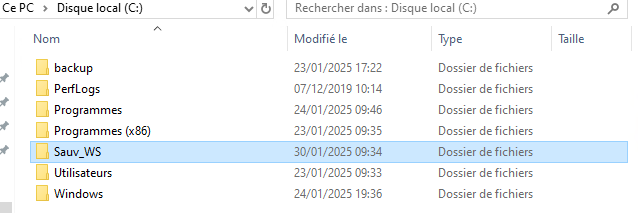 Ce PC > Disque local (C:) Rechercher dans : Disque local (C:)
Nom Modifié le Type Taille
backup 23/01/2025 17:22 Dossier de fichiers
PerfLogs 07/12/2019 10:14 Dossier de fichiers
Programmes 24/01/2025 09:46 Dossier de fichiers
Programmes (x86) 23/01/2025 09:35 Dossier de fichiers
Sauv_WS 30/01/2025 09:34 Dossier de fichiers
Utilisateurs 23/01/2025 09:33 Dossier de fichiers
Windows 24/01/2025 19:36 Dossier de fichiers